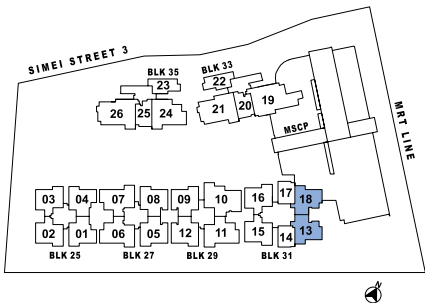 SIMEI STREET 3
BLK 35
BLK 33
23
22
26
25
24
21
20
19
MSCP
MRT LINE
03
04
07
08
09
10
16
17
18
02
01
06
05
12
11
15
14
13
BLK 25
BLK 27
BLK 29
BLK 31
N